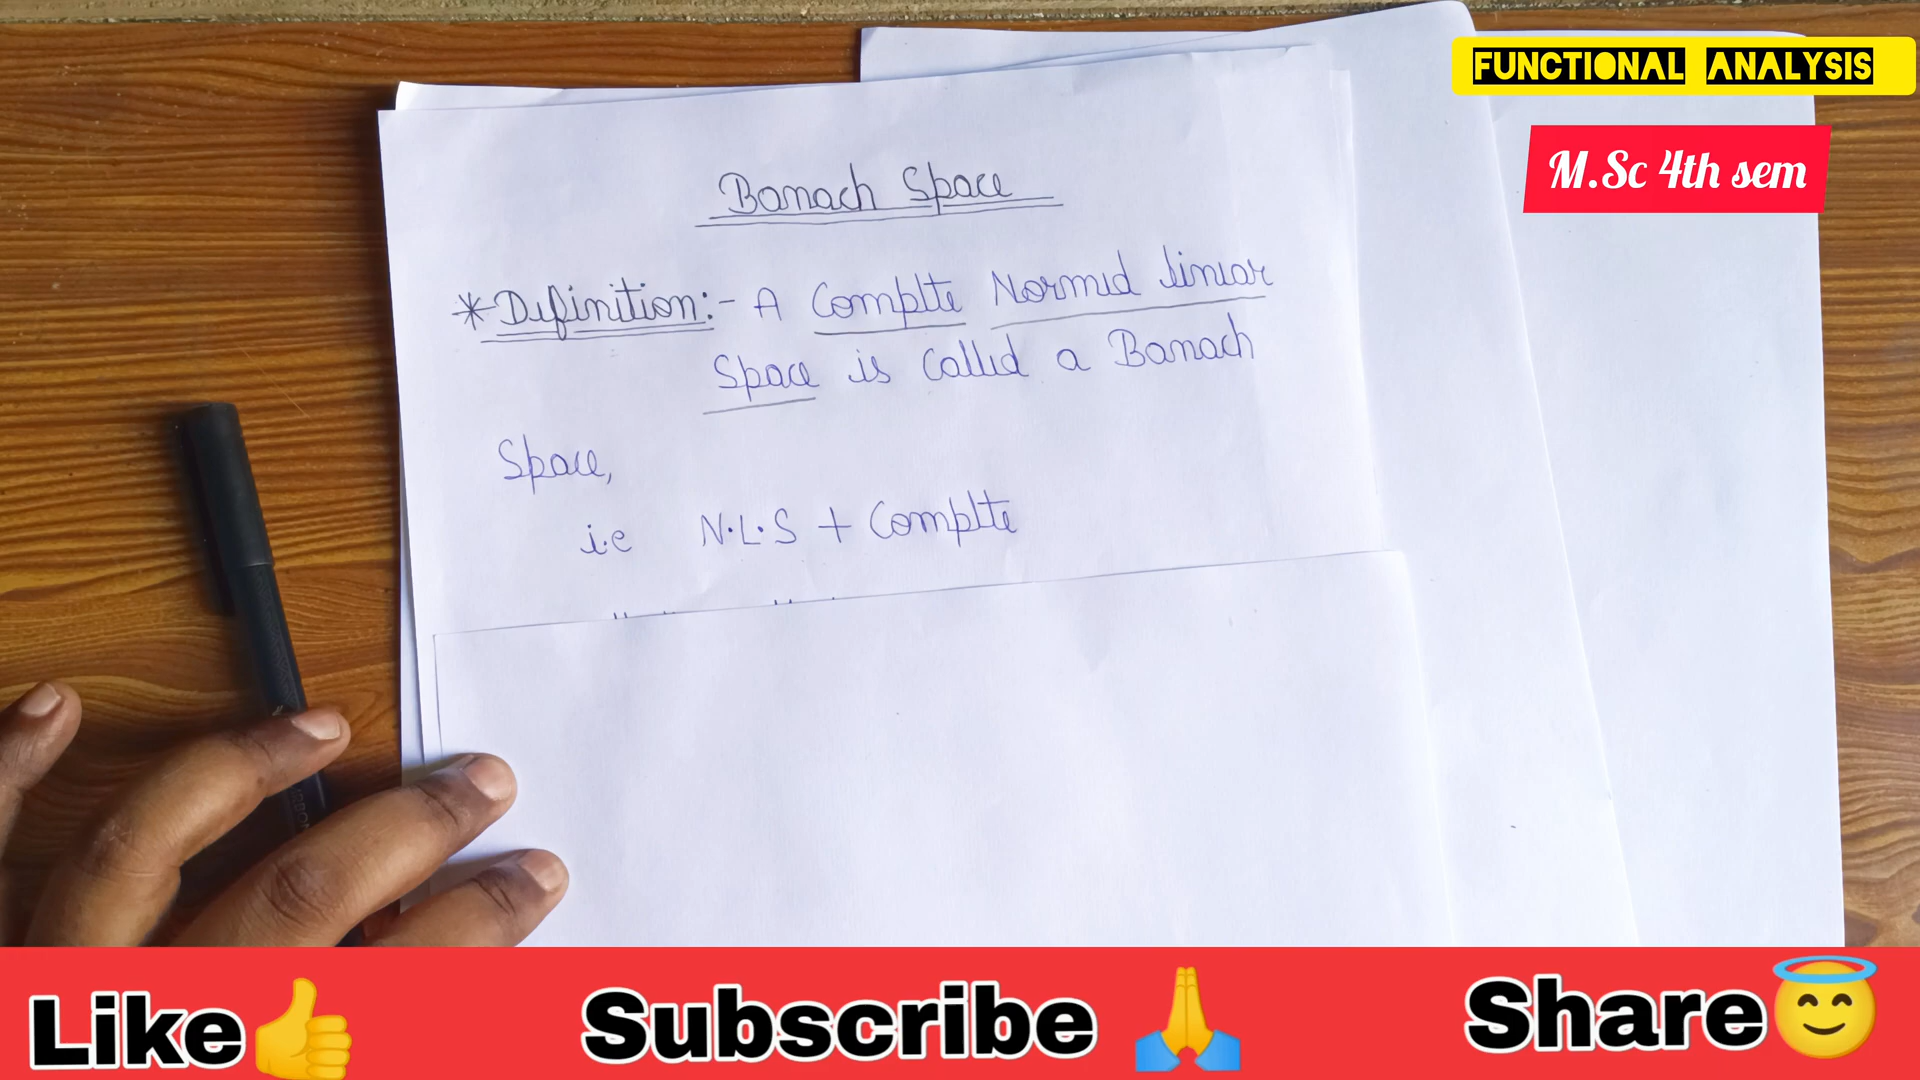 FUNCTIONAL ANALYSIS
M.Sc 4th sem
Banach Space
*Definition:- A Complete Normed linear
Space is called a Banach
Space,
i.e N.L.S + Complete
Like Subscribe Share